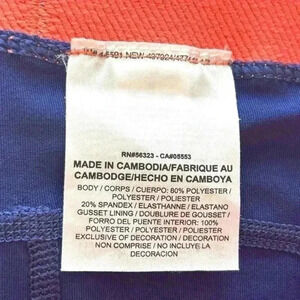 RN#56323 - CA#05553
MADE IN CAMBODIA/FABRIQUE AU
CAMBODGE/HECHO EN CAMBOYA
BODY / CORPS / CUERPO: 80% POLYESTER /
POLYESTER / POLIESTER
20% SPANDEX / ELASTHANNE / ELASTANO
GUSSET LINING / DOUBLURE DE GOUSSET /
FORRO DEL PUENTE INTERIOR: 100%
POLYESTER / POLYESTER / POLIESTER
EXCLUSIVE OF DECORATION / DECORATION
NON COMPRISE / NO INCLUYE LA
DECORACION